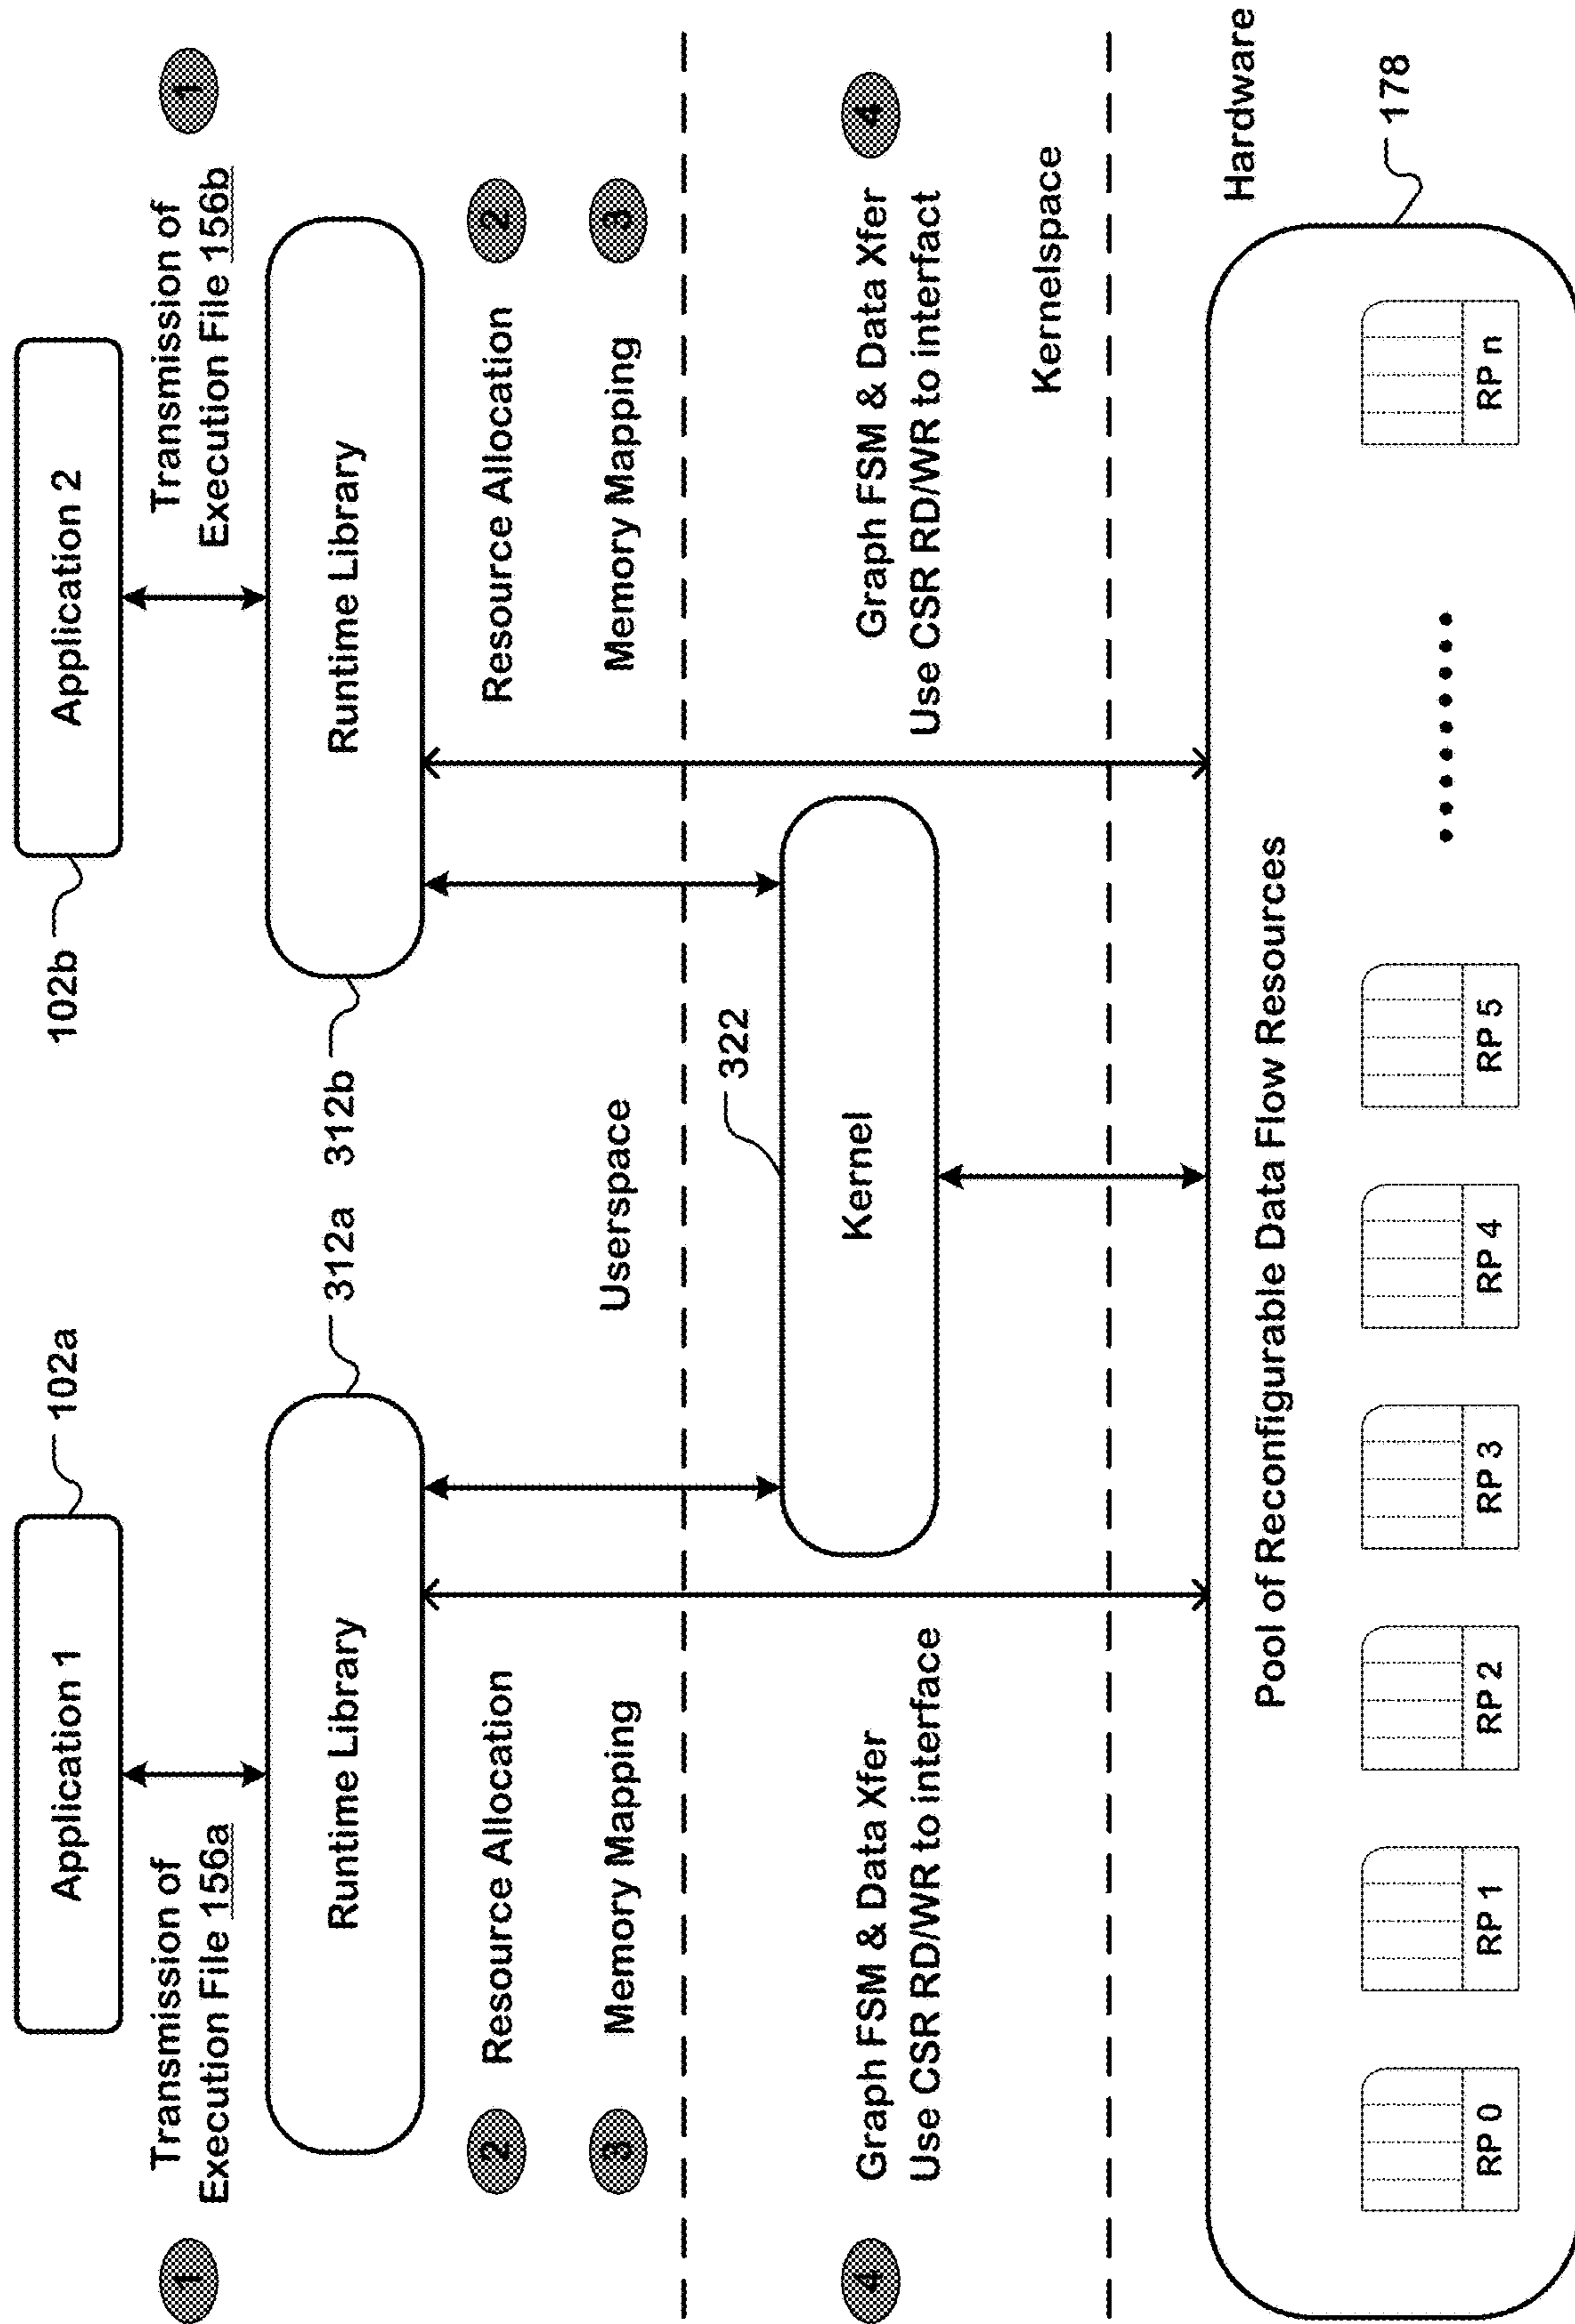 102a
102b
Application 1
Application 2
1
Transmission of
Execution File 156a
Transmission of
Execution File 156b
1
Runtime Library
312a
312b
Runtime Library
2
Resource Allocation
Resource Allocation
2
3
Memory Mapping
Userspace
Memory Mapping
3
322
4
Graph FSM & Data Xfer
Use CSR RD/WR to interface
Kernel
Graph FSM & Data Xfer
Use CSR RD/WR to interfact
4
Kernelspace
Hardware
Pool of Reconfigurable Data Flow Resources
178
RP 0
RP 1
RP 2
RP 3
RP 4
RP 5
RP n